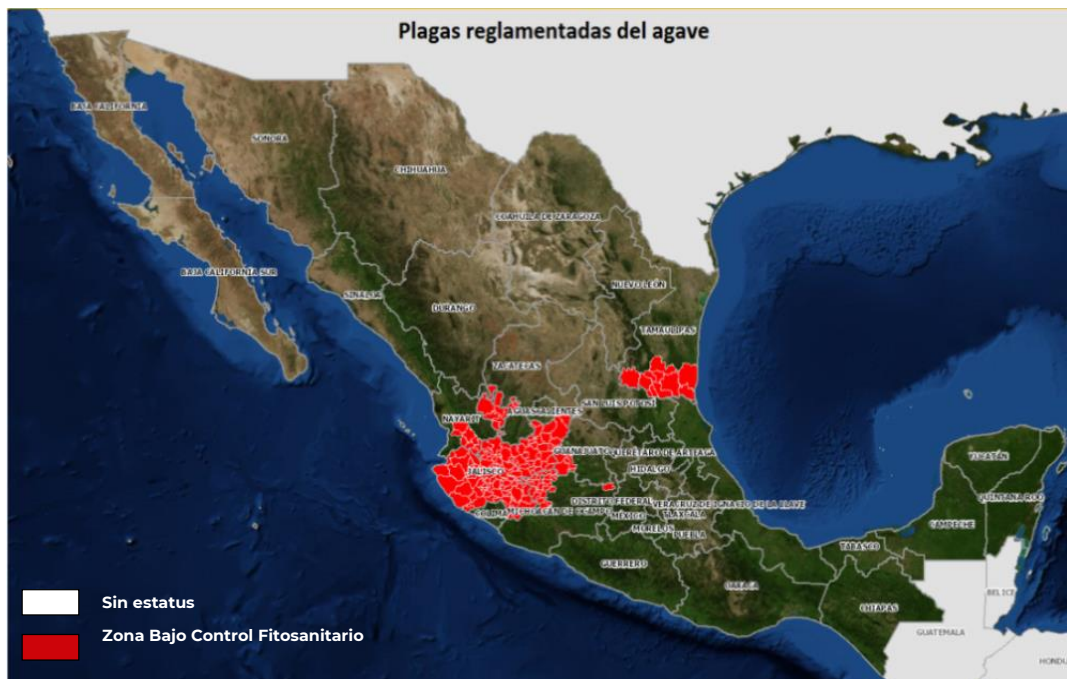 Plagas reglamentadas del agave
BAJA CALIFORNIA
SONORA
CHIHUAHUA
COAHUILA DE ZARAGOZA
BAJA CALIFORNIA SUR
SINALOA
NUEVO LEÓN
DURANGO
TAMAULIPAS
ZACATECAS
SAN LUIS POTOSÍ
NAYARIT
AGUASCALIENTES
GUANAJUATO
QUERÉTARO DE ARTEAGA
YUCATÁN
JALISCO
HIDALGO
QUINTANA ROO
DISTRITO FEDERAL
VERACRUZ DE IGNACIO DE LA LLAVE
COLIMA
MICHOACÁN DE OCAMPO
MÉXICO
TLAXCALA
CAMPECHE
MORELOS
PUEBLA
TABASCO
GUERRERO
OAXACA
BELICE
CHIAPAS
Sin estatus
GUATEMALA
Zona Bajo Control Fitosanitario
HONDU